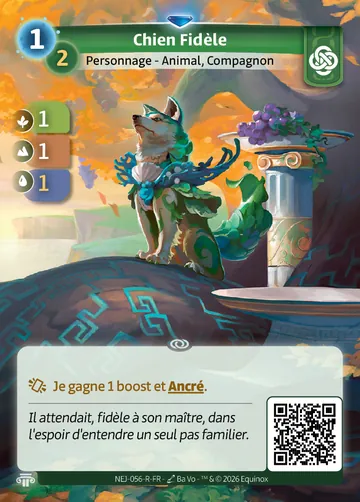 1
Chien Fidèle
2
Personnage - Animal, Compagnon
1
1
1
Je gagne 1 boost et Ancré.
Il attendait, fidèle à son maître, dans
l'espoir d'entendre un seul pas familier.
NEJ-056-R-FR - Ba Vo - ™ & © 2026 Equinox